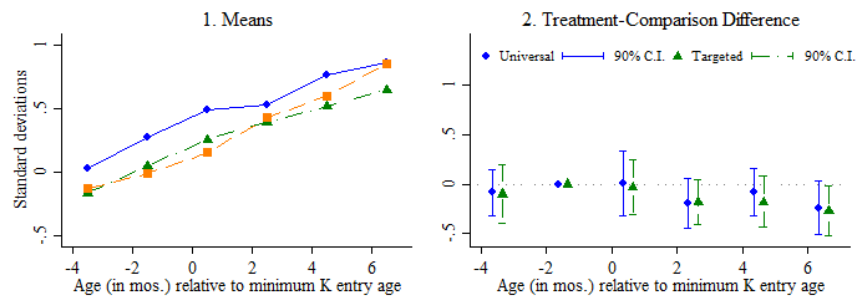 1. Means
Standard deviations
1
.5
0
-.5
-4 -2 0 2 4 6
Age (in mos.) relative to minimum K entry age
2. Treatment-Comparison Difference
Universal 90% C.I. Targeted 90% C.I.
1
.5
0
-.5
-4 -2 0 2 4 6
Age (in mos.) relative to minimum K entry age